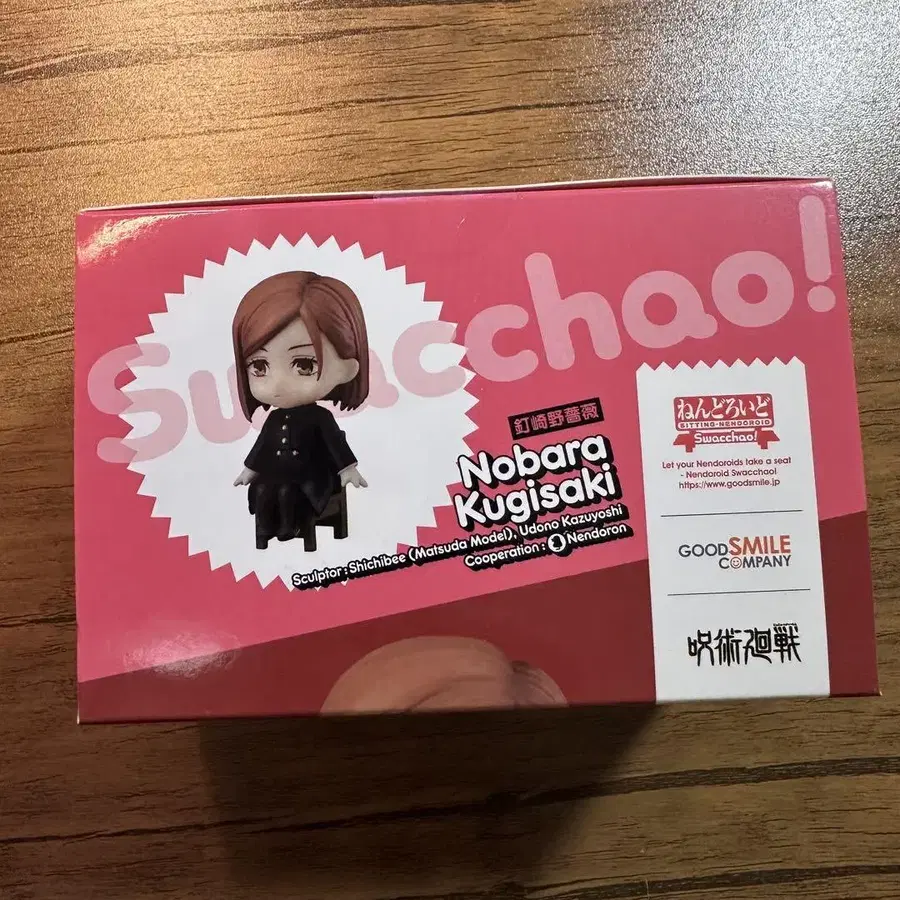 Swacchao!
釘崎野薔薇
Nobara
Kugisaki
Sculptor : Shichibee (Matsuda Model), Udono Kazuyoshi
Cooperation : Nendoron
ねんどろいど
SITTING-NENDOROID
Swacchao!
Let your Nendoroids take a seat
- Nendoroid Swacchao!
https://www.goodsmile.jp
GOODSMILE
COMPANY
呪術廻戦